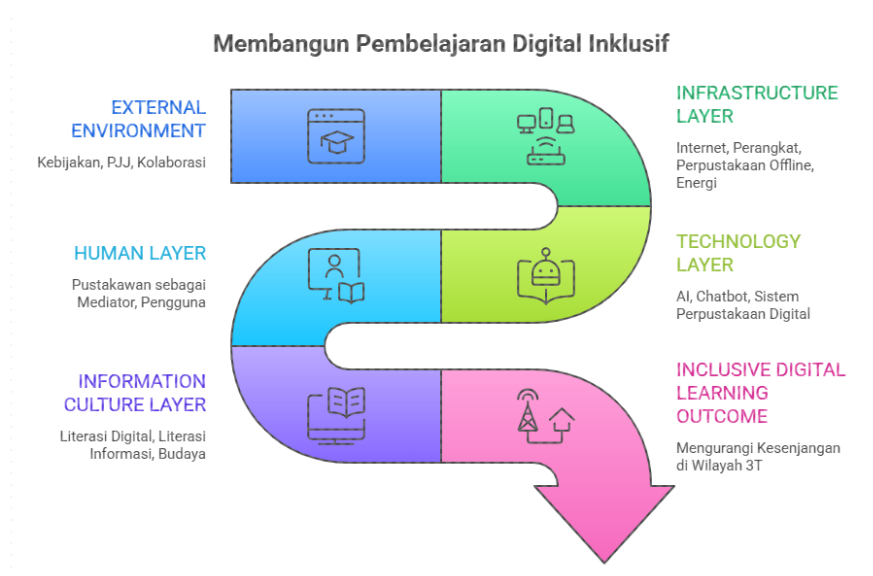 Membangun Pembelajaran Digital Inklusif
EXTERNAL
ENVIRONMENT
Kebijakan, PJJ, Kolaborasi
INFRASTRUCTURE
LAYER
Internet, Perangkat,
Perpustakaan Offline,
Energi
TECHNOLOGY
LAYER
AI, Chatbot, Sistem
Perpustakaan Digital
HUMAN LAYER
Pustakawan sebagai
Mediator, Pengguna
INFORMATION
CULTURE LAYER
Literasi Digital, Literasi
Informasi, Budaya
INCLUSIVE DIGITAL
LEARNING
OUTCOME
Mengurangi Kesenjangan
di Wilayah 3T